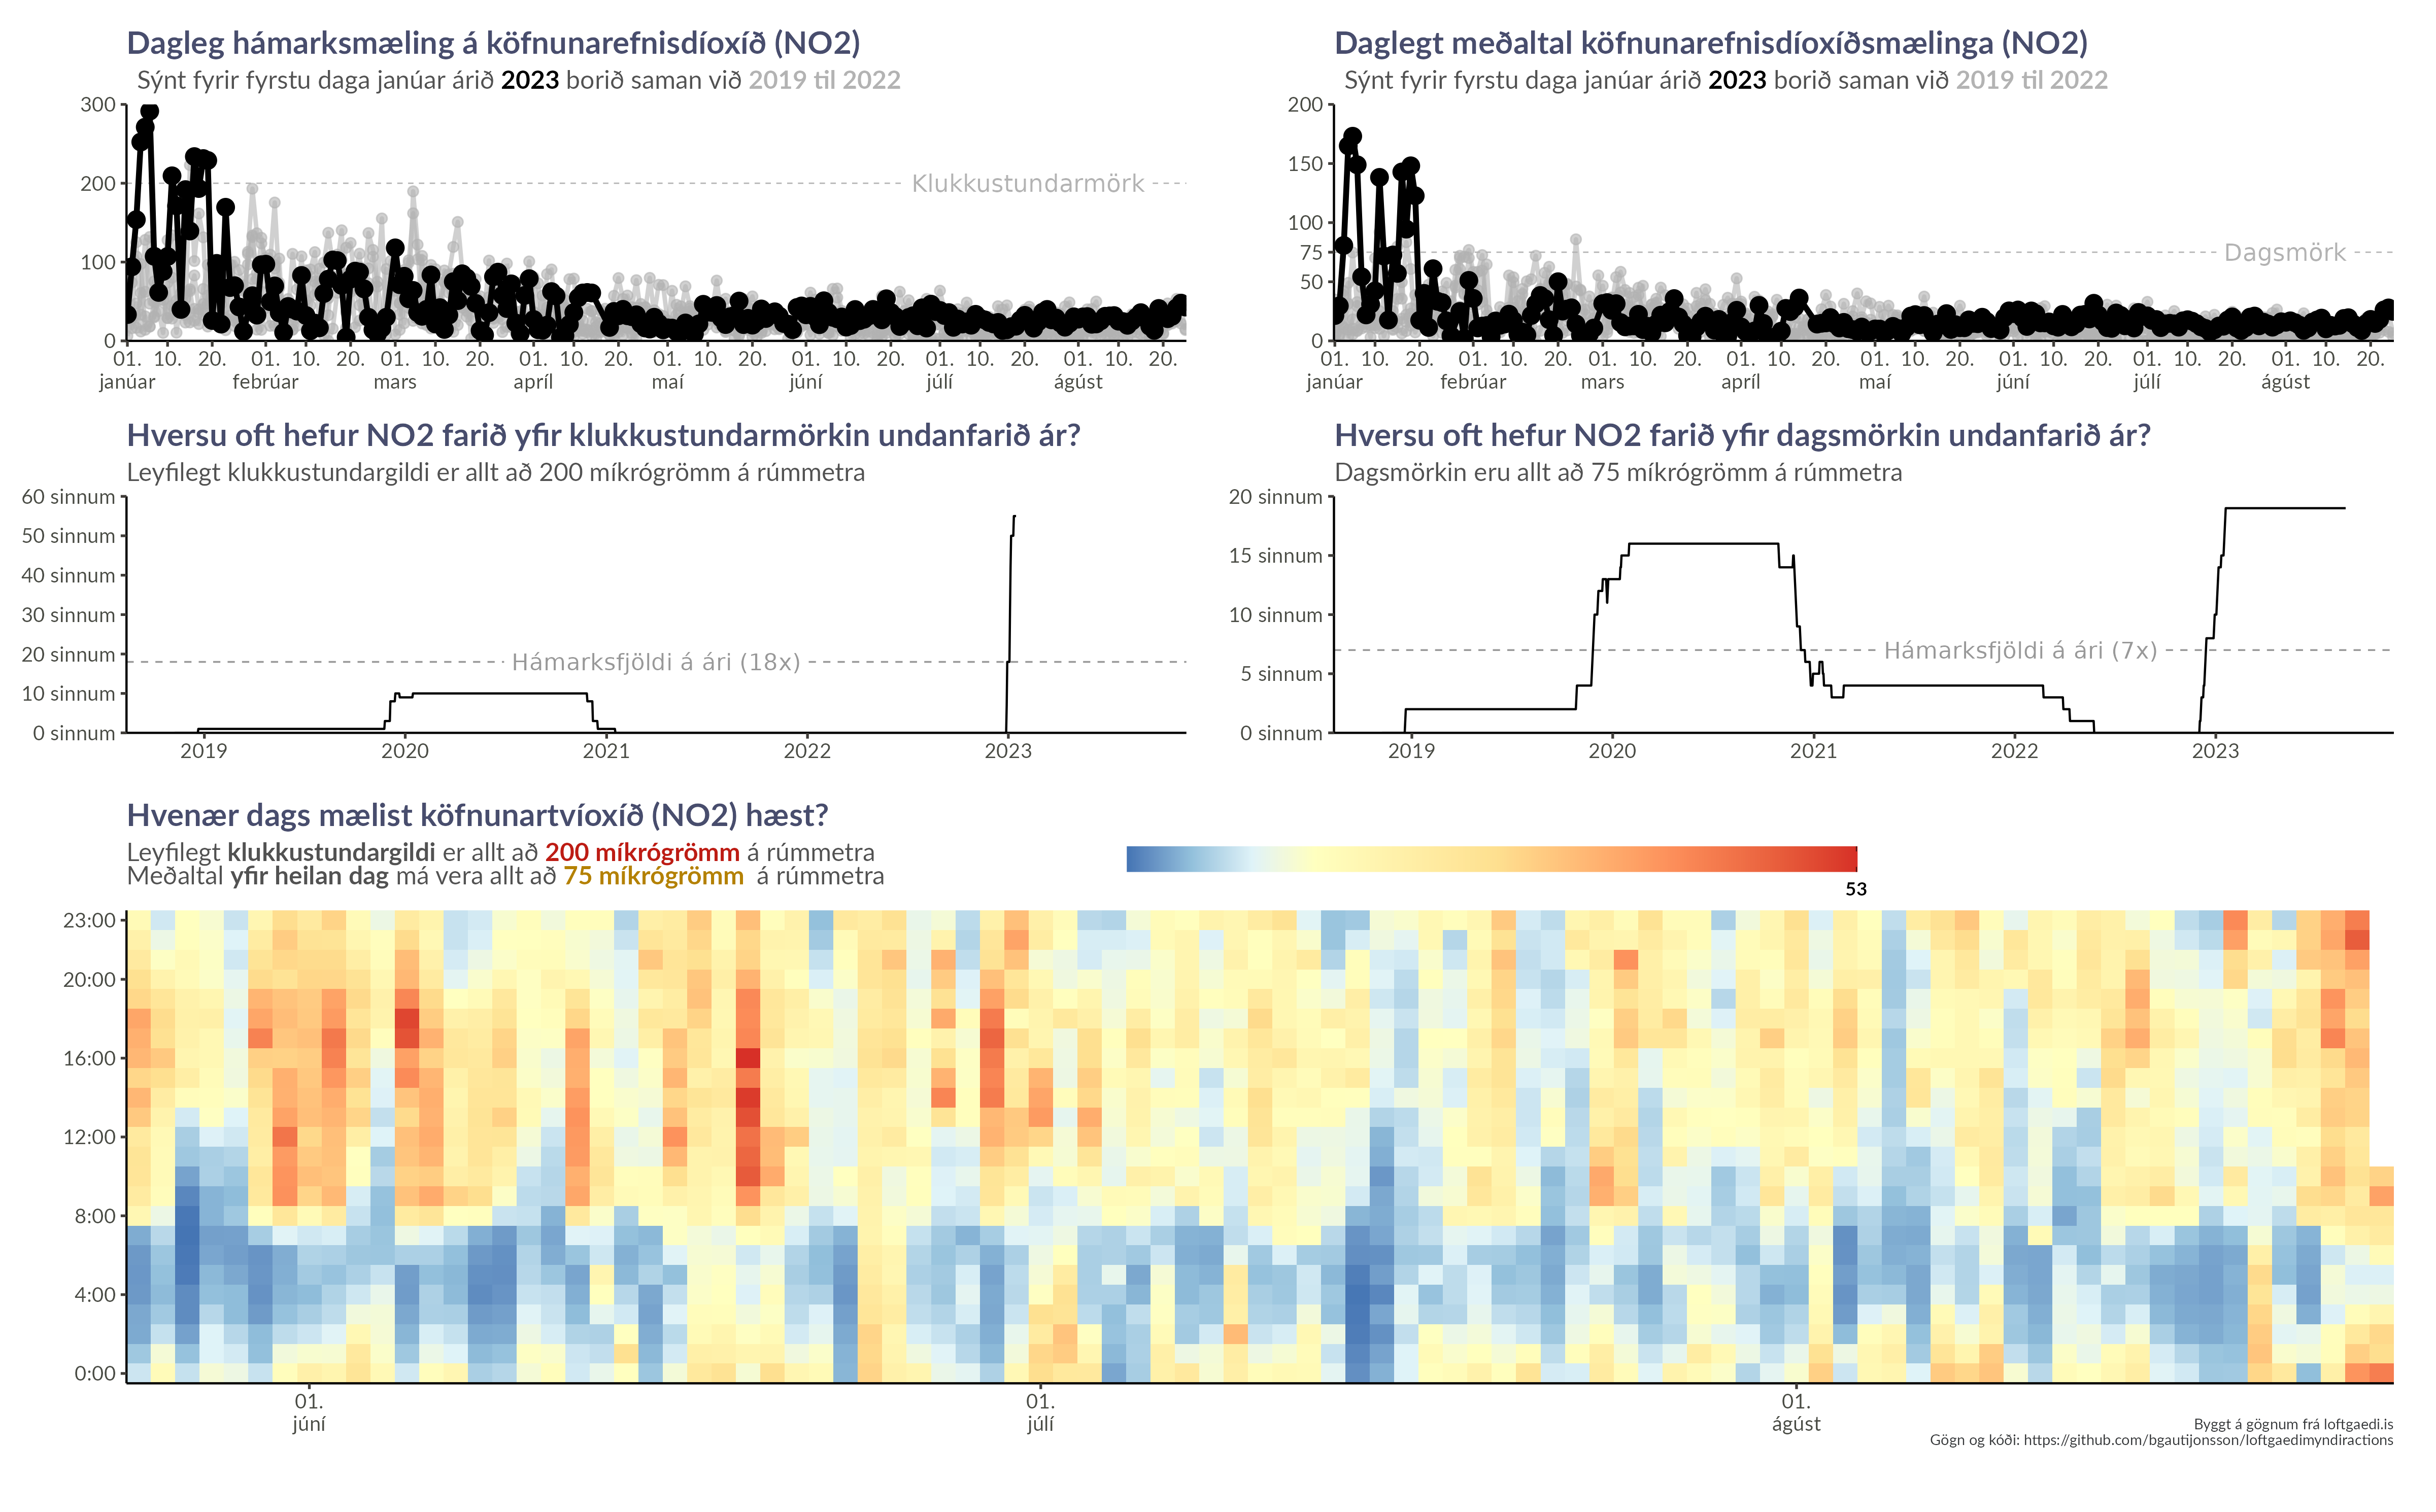 Dagleg hámarksmæling á köfnunarefnisdíoxíð (NO2)
Sýnt fyrir fyrstu daga janúar árið 2023 borið saman við 2019 til 2022
300
200
100
0
Klukkustundarmörk
01. 10. 20. 01. 10. 20. 01. 10. 20. 01. 10. 20. 01. 10. 20. 01. 10. 20. 01. 10. 20. 01. 10. 20.
janúar febrúar mars apríl maí júní júlí ágúst
Daglegt meðaltal köfnunarefnisdíoxíðsmælinga (NO2)
Sýnt fyrir fyrstu daga janúar árið 2023 borið saman við 2019 til 2022
200
150
100
75
50
0
Dagsmörk
01. 10. 20. 01. 10. 20. 01. 10. 20. 01. 10. 20. 01. 10. 20. 01. 10. 20. 01. 10. 20. 01. 10. 20.
janúar febrúar mars apríl maí júní júlí ágúst
Hversu oft hefur NO2 farið yfir klukkustundarmörkin undanfarið ár?
Leyfilegt klukkustundargildi er allt að 200 míkrógrömm á rúmmetra
60 sinnum
50 sinnum
40 sinnum
30 sinnum
20 sinnum
10 sinnum
0 sinnum
Hámarksfjöldi á ári (18x)
2019 2020 2021 2022 2023
Hversu oft hefur NO2 farið yfir dagsmörkin undanfarið ár?
Dagsmörkin eru allt að 75 míkrógrömm á rúmmetra
20 sinnum
15 sinnum
10 sinnum
5 sinnum
0 sinnum
Hámarksfjöldi á ári (7x)
2019 2020 2021 2022 2023
Hvenær dags mælist köfnunartvíoxíð (NO2) hæst?
Leyfilegt klukkustundargildi er allt að 200 míkrógrömm á rúmmetra
Meðaltal yfir heilan dag má vera allt að 75 míkrógrömm á rúmmetra
53
23:00
20:00
16:00
12:00
8:00
4:00
0:00
01. 01. 01.
júní júlí ágúst
Byggt á gögnum frá loftgaedi.is
Gögn og kóði: https://github.com/bgautijonsson/loftgaedimyndiractions